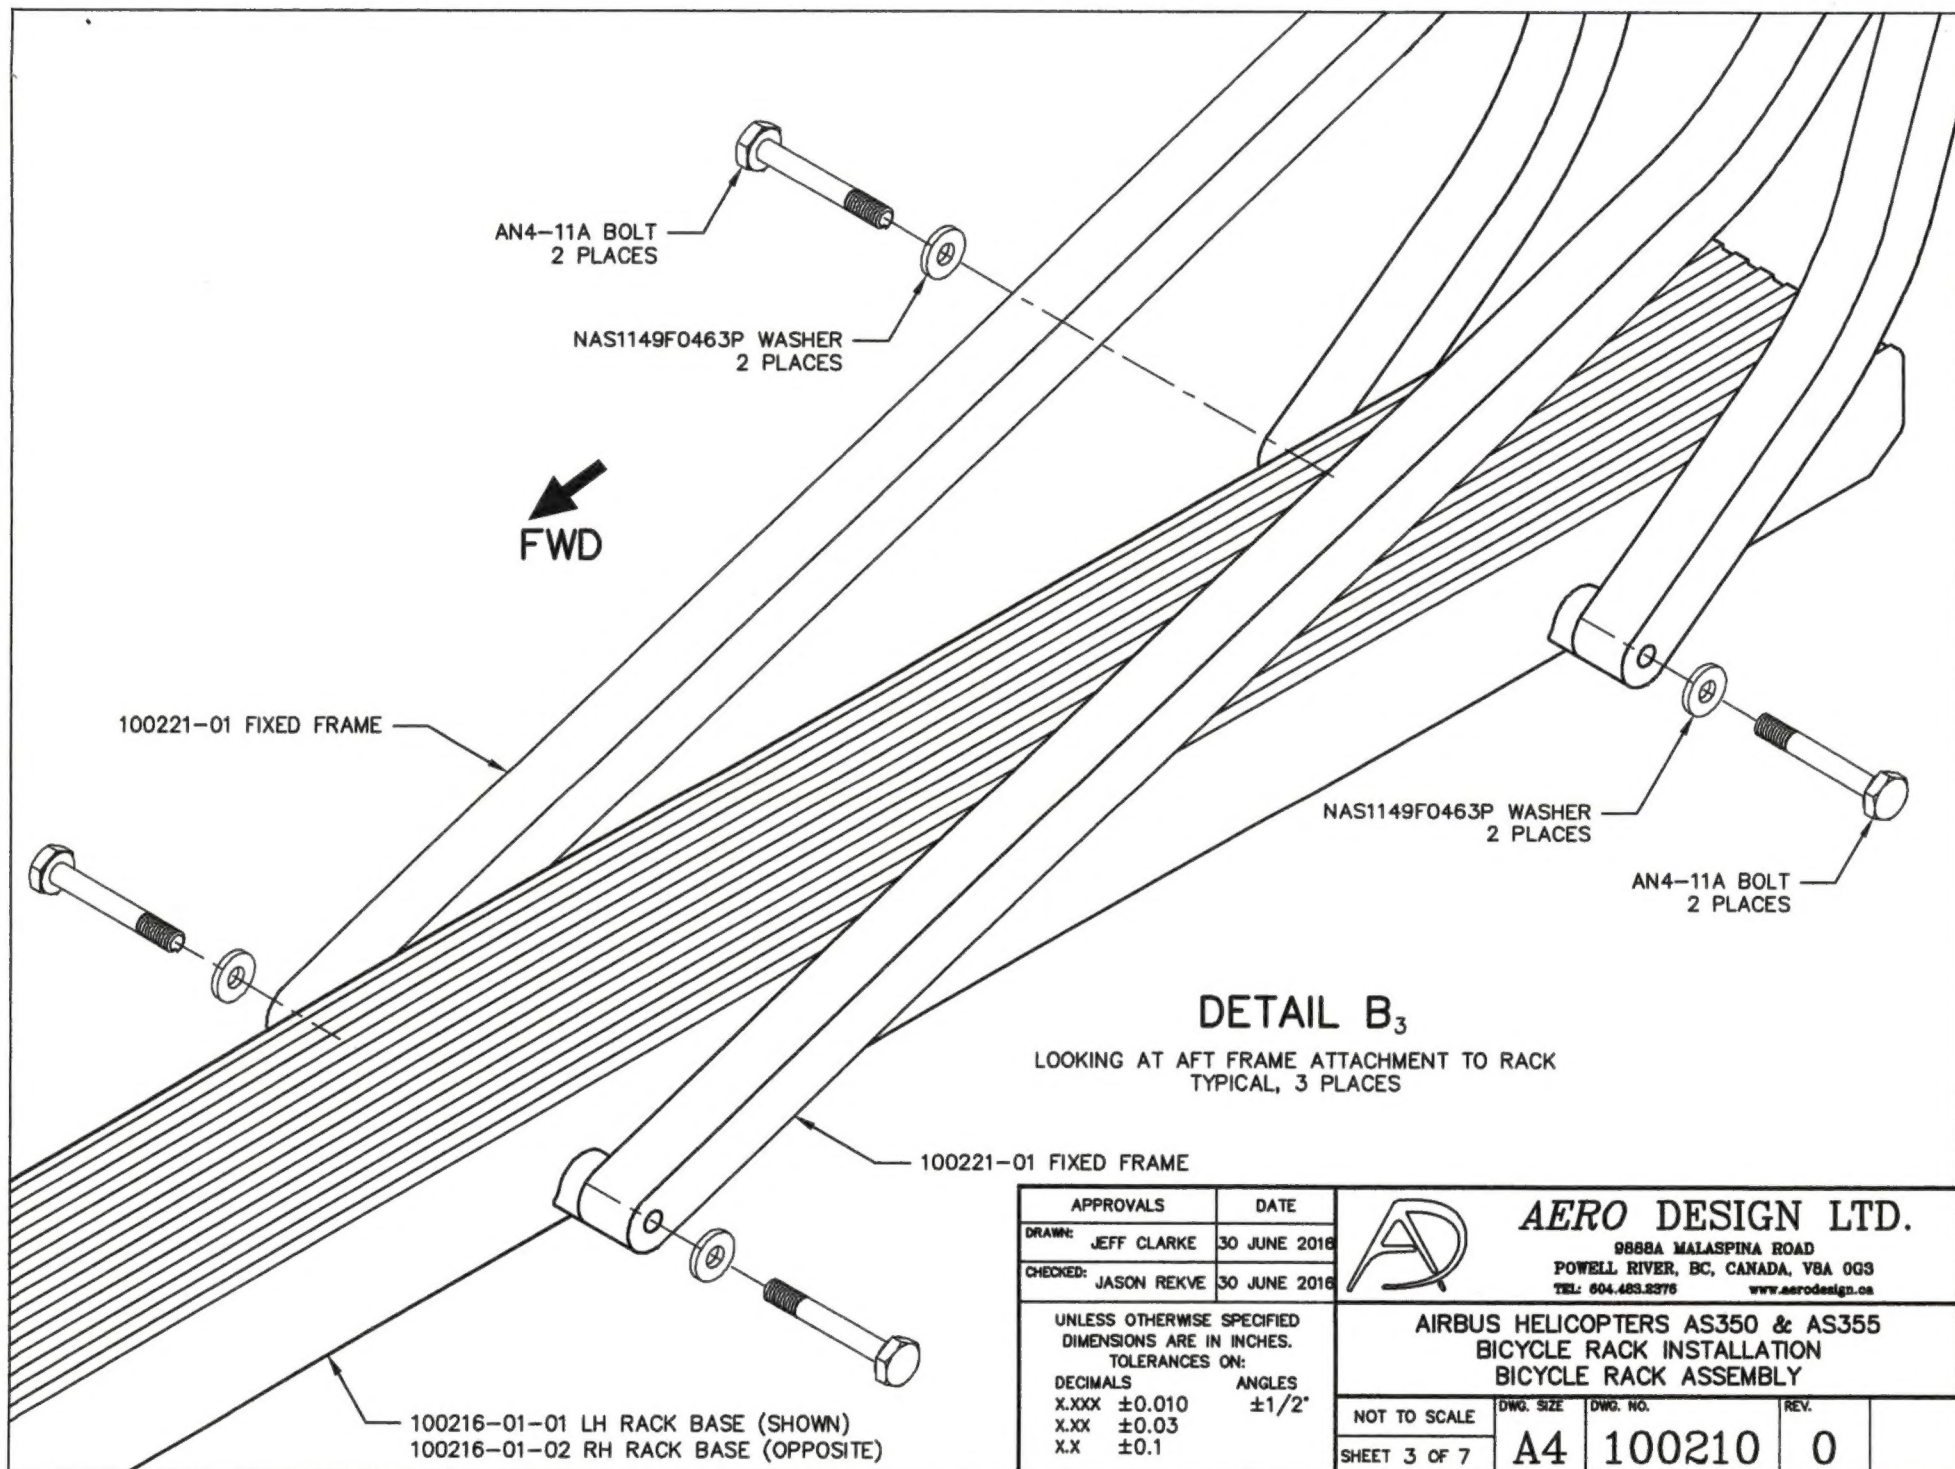 AN4-11A BOLT
2 PLACES
NAS1149F0463P WASHER
2 PLACES
FWD
100221-01 FIXED FRAME
NAS1149F0463P WASHER
2 PLACES
AN4-11A BOLT
2 PLACES
DETAIL B₃
LOOKING AT AFT FRAME ATTACHMENT TO RACK
TYPICAL, 3 PLACES
100221-01 FIXED FRAME
100216-01-01 LH RACK BASE (SHOWN)
100216-01-02 RH RACK BASE (OPPOSITE)
APPROVALS DATE
DRAWN: JEFF CLARKE 30 JUNE 2016
CHECKED: JASON REKVE 30 JUNE 2016
UNLESS OTHERWISE SPECIFIED
DIMENSIONS ARE IN INCHES.
TOLERANCES ON:
DECIMALS ANGLES
X.XXX ±0.010 ±1/2°
X.XX ±0.03
X.X ±0.1
AERO DESIGN LTD.
9888A MALASPINA ROAD
POWELL RIVER, BC, CANADA, V8A 0G3
TEL: 604.483.2376 www.aerodesign.ca
AIRBUS HELICOPTERS AS350 & AS355
BICYCLE RACK INSTALLATION
BICYCLE RACK ASSEMBLY
NOT TO SCALE
SHEET 3 OF 7
DWG. SIZE
A4
DWG. NO.
100210
REV.
0